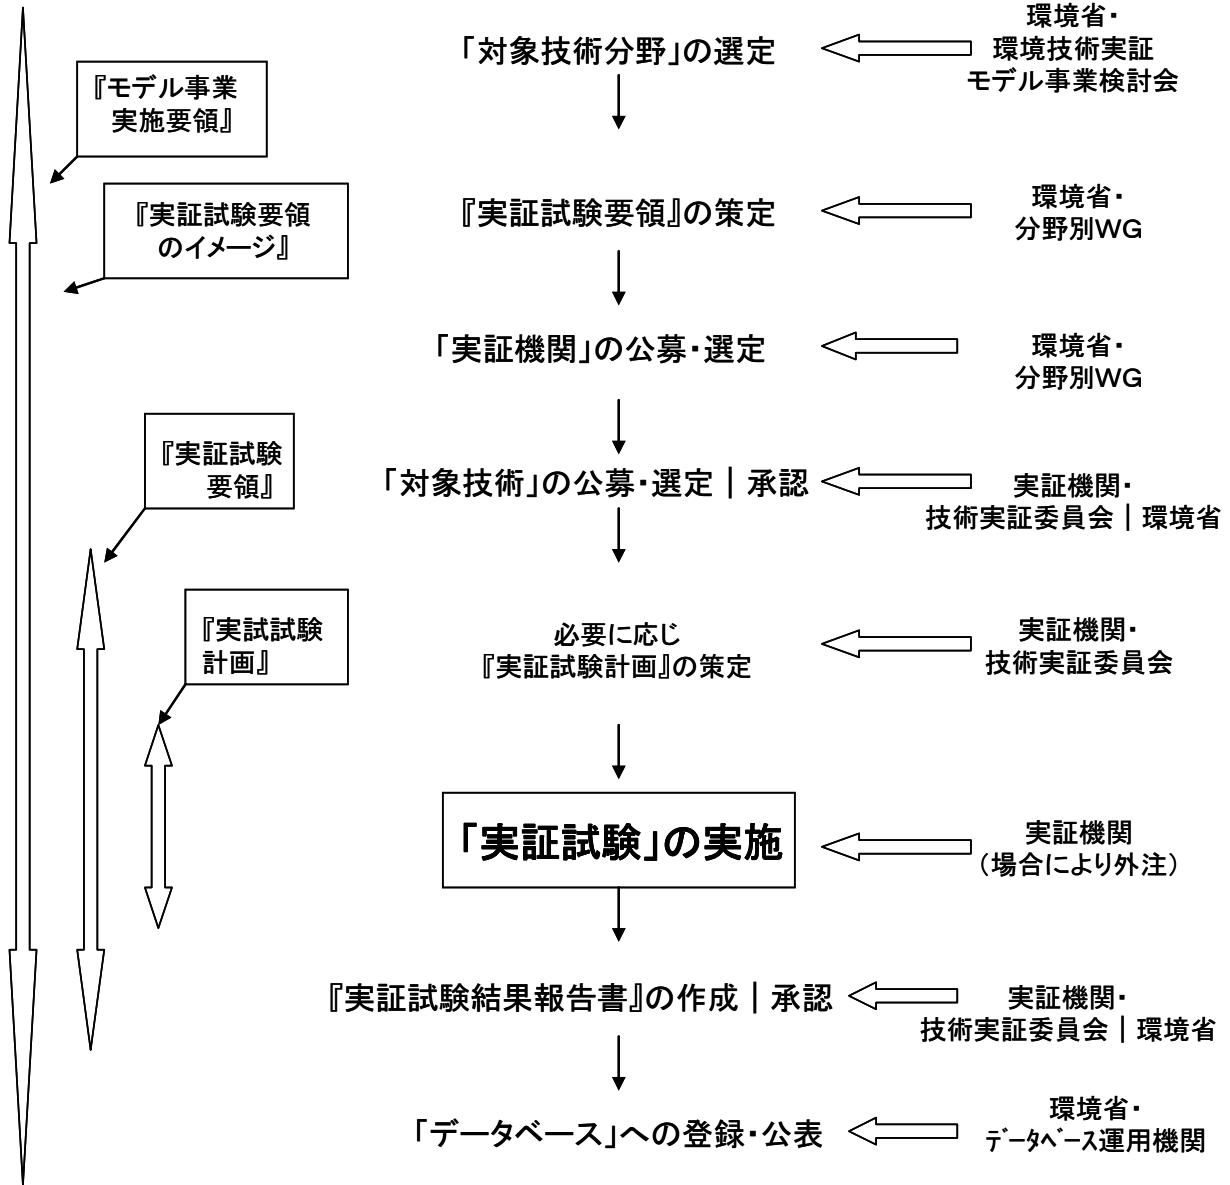 「対象技術分野」の選定
環境省・
環境技術実証
モデル事業検討会
『モデル事業
実施要領』
『実証試験要領
のイメージ』
『実証試験要領』の策定
環境省・
分野別WG
「実証機関」の公募・選定
環境省・
分野別WG
『実証試験
要領』
「対象技術」の公募・選定｜承認
実証機関・
技術実証委員会｜環境省
『実試試験
計画』
必要に応じ
『実証試験計画』の策定
実証機関・
技術実証委員会
「実証試験」の実施
実証機関
（場合により外注）
『実証試験結果報告書』の作成｜承認
実証機関・
技術実証委員会｜環境省
「データベース」への登録・公表
環境省・
ﾃﾞｰﾀﾍﾞｰｽ運用機関